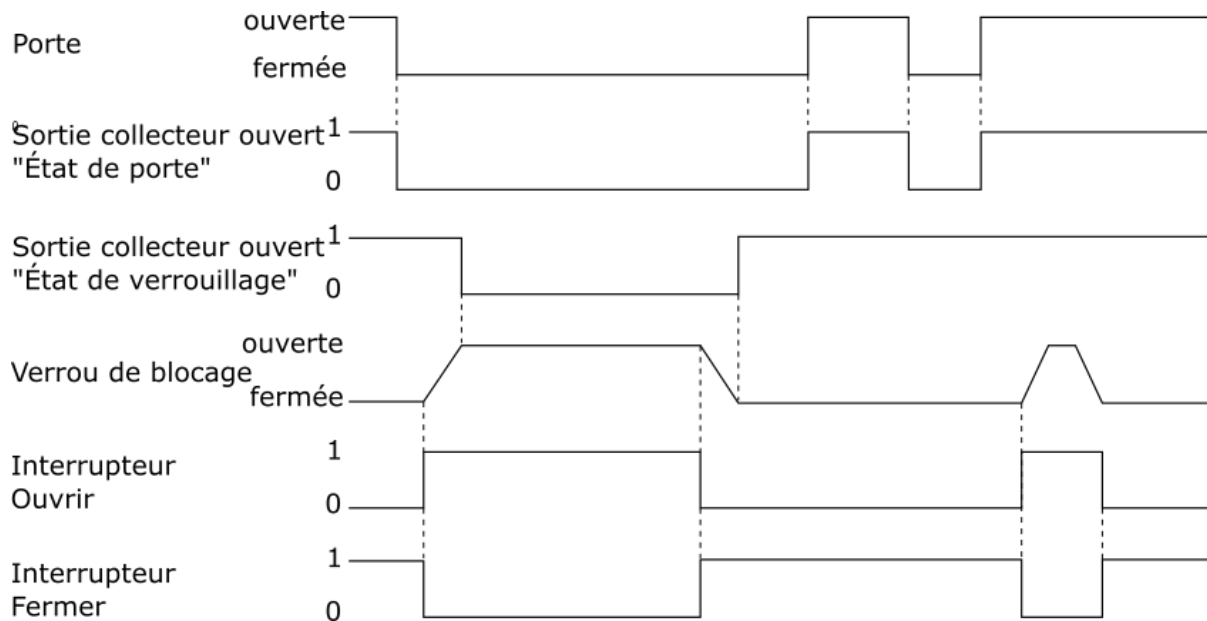 ouverte
Porte
fermée
Sortie collecteur ouvert 1
"État de porte"
0
Sortie collecteur ouvert 1
"État de verrouillage" 0
ouverte
Verrou de blocage
fermée
1
Interrupteur
Ouvrir 0
1
Interrupteur
Fermer 0